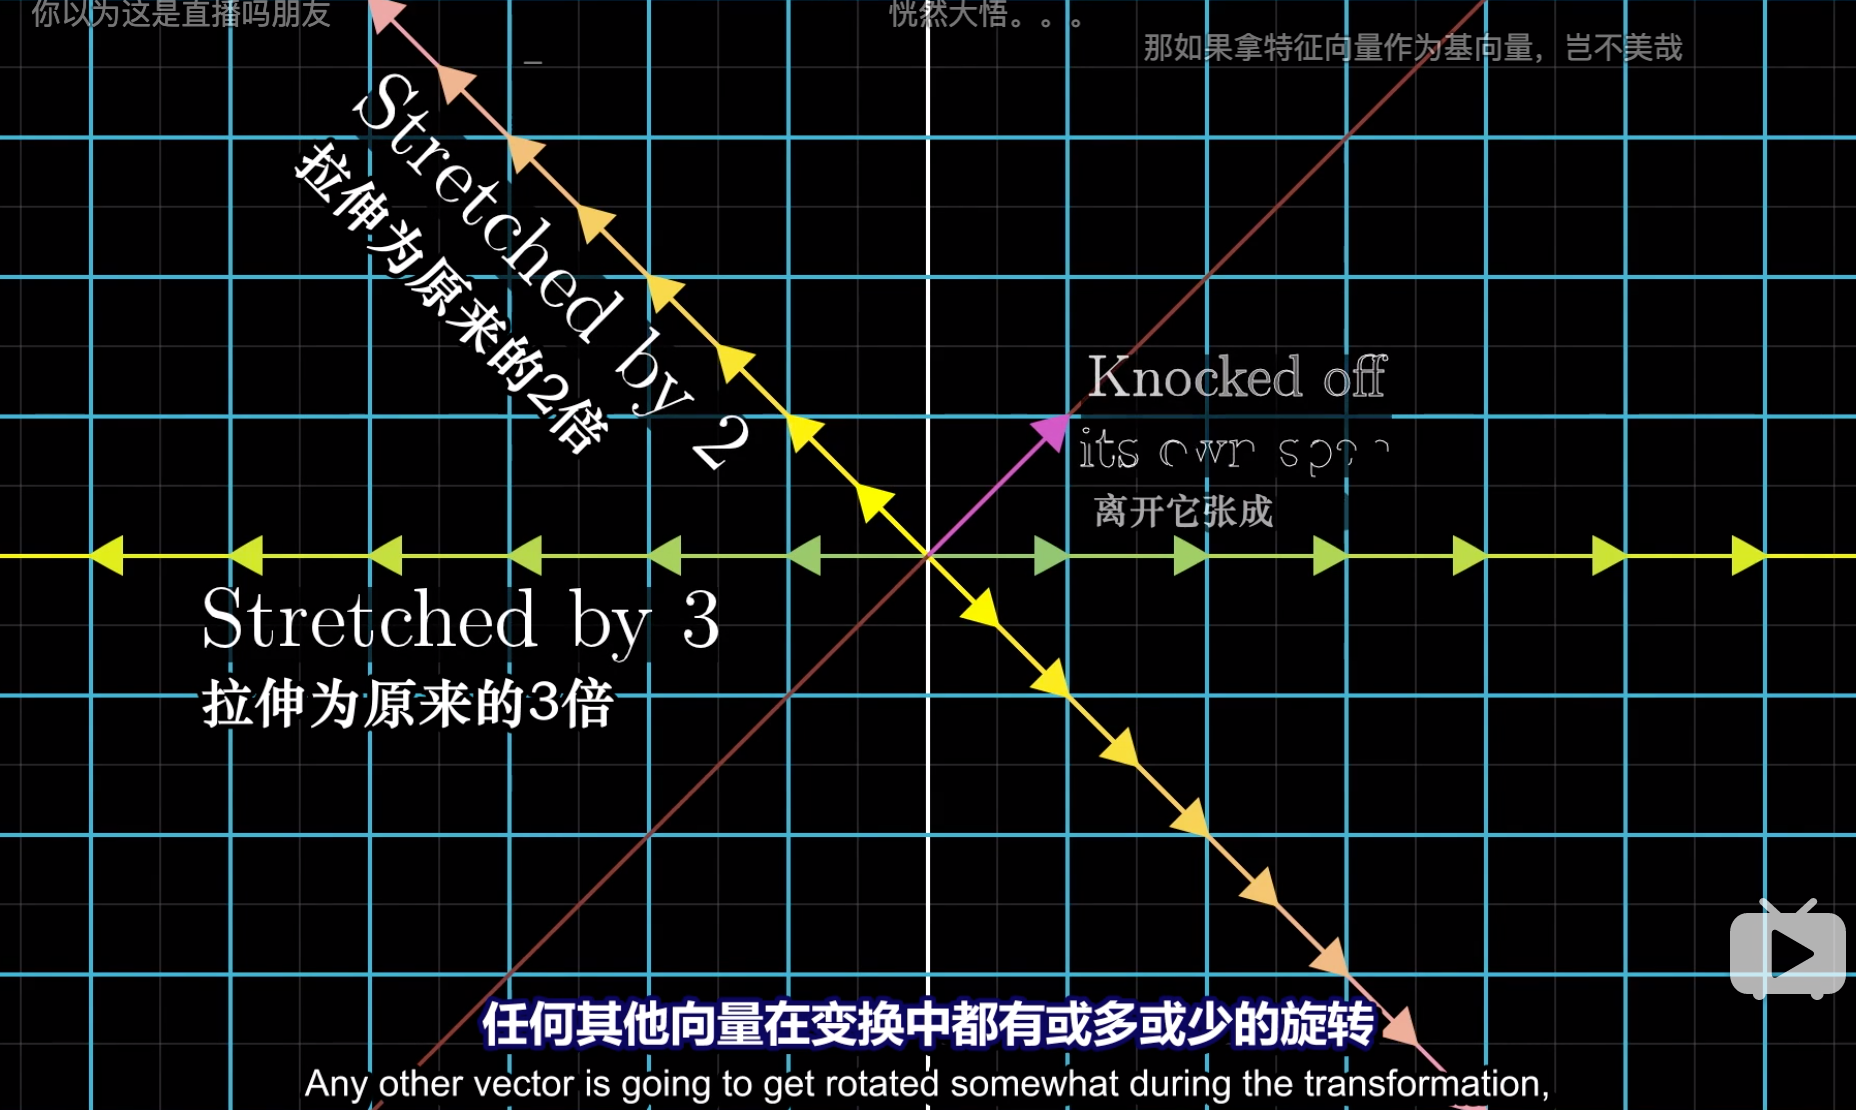 你以为这是直播吗朋友
恍然大悟。。。
那如果拿特征向量作为基向量，岂不美哉
Stretched by 2
拉伸为原来的2倍
Knocked off
its own
离开它张成
Stretched by 3
拉伸为原来的3倍
任何其他向量在变换中都有或多或少的旋转
Any other vector is going to get rotated somewhat during the transformation,